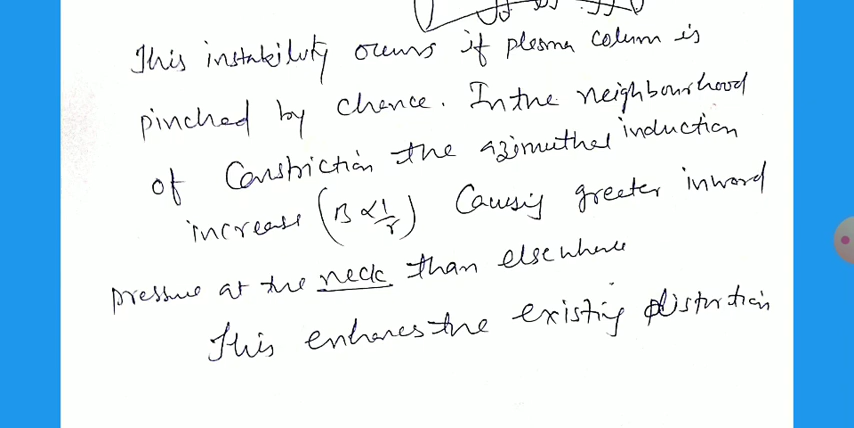 This instability occurs if plasma column is
pinched by chance. In the neighbourhood
of Constriction the azimuthal induction
increase (B ∝ 1/r) Causing greater inward
pressure at the neck than elsewhere
This enhances the existing distortion